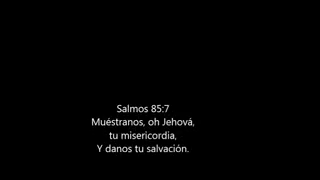 Salmos 85:7
Muéstranos, oh Jehová,
tu misericordia,
Y danos tu salvación.